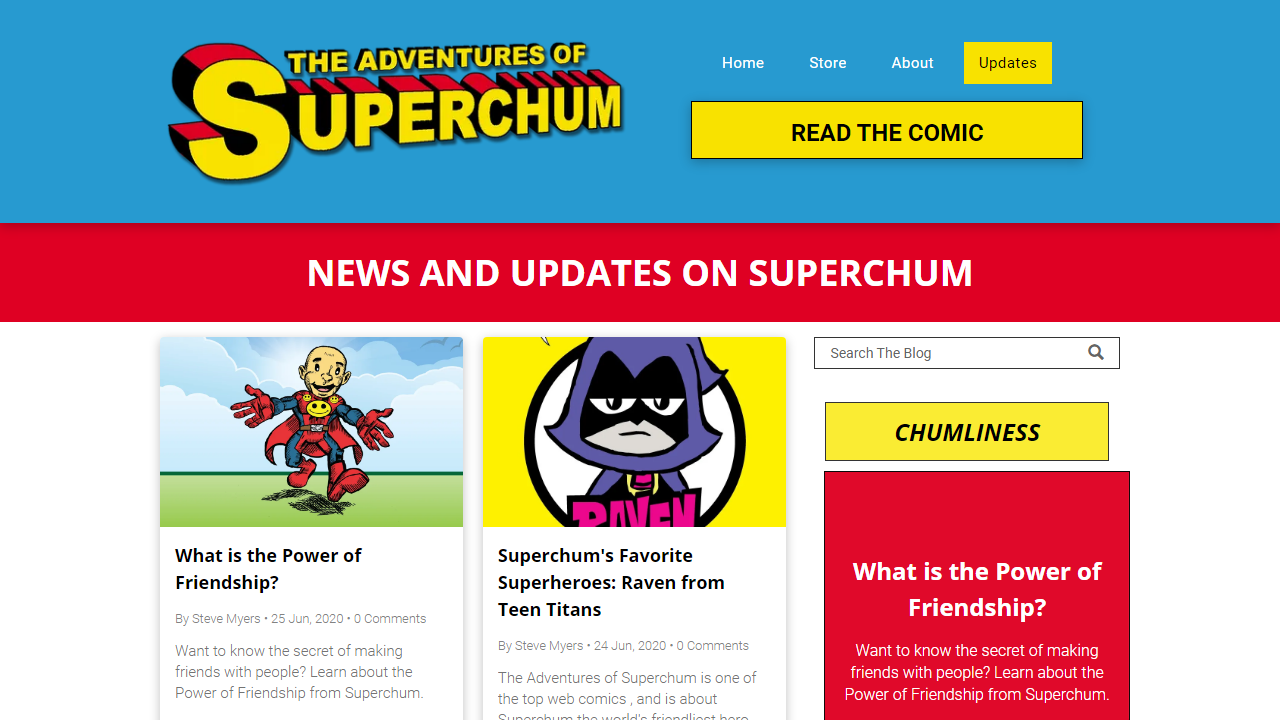 THE ADVENTURES OF
SUPERCHUM
Home Store About Updates
READ THE COMIC
NEWS AND UPDATES ON SUPERCHUM
RAVEN
What is the Power of
Friendship?
By Steve Myers • 25 Jun, 2020 • 0 Comments
Want to know the secret of making
friends with people? Learn about the
Power of Friendship from Superchum.
Superchum's Favorite
Superheroes: Raven from
Teen Titans
By Steve Myers • 24 Jun, 2020 • 0 Comments
The Adventures of Superchum is one of
the top web comics , and is about
Superchum the world's friendliest hero
Search The Blog
CHUMLINESS
What is the Power of
Friendship?
Want to know the secret of making
friends with people? Learn about the
Power of Friendship from Superchum.